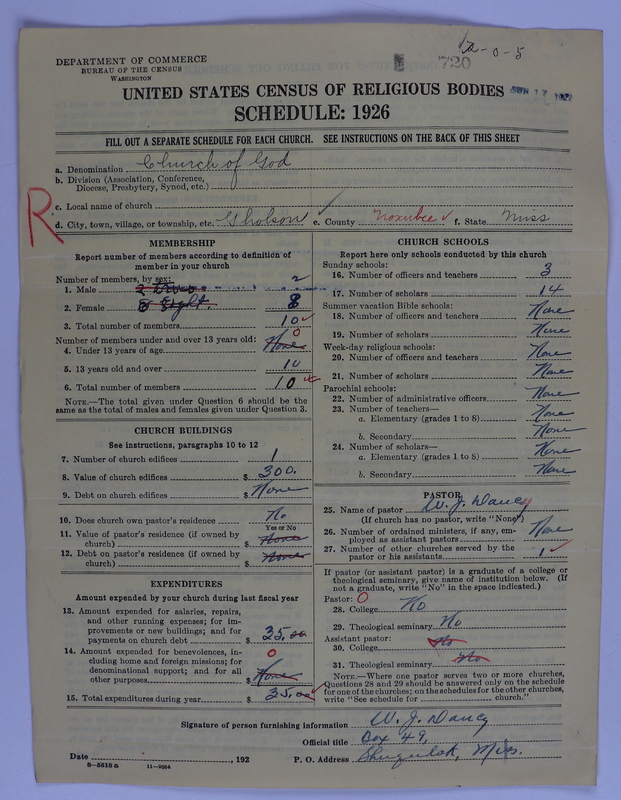 a-0-5
720
DEPARTMENT OF COMMERCE
BUREAU OF THE CENSUS
WASHINGTON
UNITED STATES CENSUS OF RELIGIOUS BODIES
SCHEDULE: 1926
FILL OUT A SEPARATE SCHEDULE FOR EACH CHURCH. SEE INSTRUCTIONS ON THE BACK OF THIS SHEET
a. Denomination Church of God
b. Division (Association, Conference,
Diocese, Presbytery, Synod, etc.)
R
c. Local name of church
d. City, town, village, or township, etc. Gholson e. County Noxubee f. State Miss
MEMBERSHIP
Report number of members according to definition of
member in your church
Number of members, by sex:
1. Male 2
2. Female 8 Eight. 8
3. Total number of members 10
Number of members under and over 13 years old:
4. Under 13 years of age None 0
5. 13 years old and over 10
6. Total number of members 10
NOTE.—The total given under Question 6 should be
same as the total of males and females given under Question 3.
CHURCH BUILDINGS
See instructions, paragraphs 10 to 12
7. Number of church edifices 1
8. Value of church edifices $ 300.
9. Debt on church edifices $ None
10. Does church own pastor's residence No
Yes or No
11. Value of pastor's residence (if owned by
church) $ None
12. Debt on pastor's residence (if owned by
church) $ None
EXPENDITURES
Amount expended by your church during last fiscal year
13. Amount expended for salaries, repairs,
and other running expenses; for im-
provements or new buildings; and for
payments on church debt $ 35.00
14. Amount expended for benevolences, in-
cluding home and foreign missions; for
denominational support; and for all
other purposes $ None 0
15. Total expenditures during year $ 35.00
CHURCH SCHOOLS
Report here only schools conducted by this church
Sunday schools:
16. Number of officers and teachers 3
17. Number of scholars 14
Summer vacation Bible schools:
18. Number of officers and teachers None
19. Number of scholars None
Week-day religious schools:
20. Number of officers and teachers None
21. Number of scholars None
Parochial schools:
22. Number of administrative officers None
23. Number of teachers—
a. Elementary (grades 1 to 8) None
b. Secondary None
24. Number of scholars—
a. Elementary (grades 1 to 8) None
b. Secondary None
PASTOR
25. Name of pastor W. J. Dancy
(If church has no pastor, write "None")
26. Number of ordained ministers, if any, em-
ployed as assistant pastors None
27. Number of other churches served by the
pastor or his assistants 1
If pastor (or assistant pastor) is a graduate of a college or
theological seminary, give name of institution below. (If
not a graduate, write "No" in the space indicated.)
Pastor: 0
28. College No
29. Theological seminary No
Assistant pastor:
30. College No
31. Theological seminary No
NOTE.—Where one pastor serves two or more churches,
Questions 28 and 29 should be answered only on the schedule
for one of the churches; on the schedules for the other churches,
write "See schedule for church."
Signature of person furnishing information W. J. Dancy
Official title Box 49,
Date , 192 P. O. Address Shuqulak, Miss.
8—5518a 11—9554